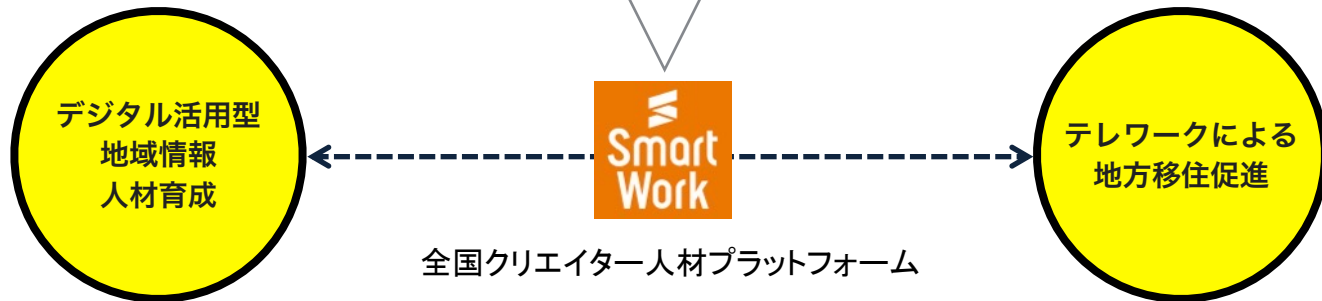 デジタル活用型
地域情報
人材育成
Smart
Work
テレワークによる
地方移住促進
全国クリエイター人材プラットフォーム